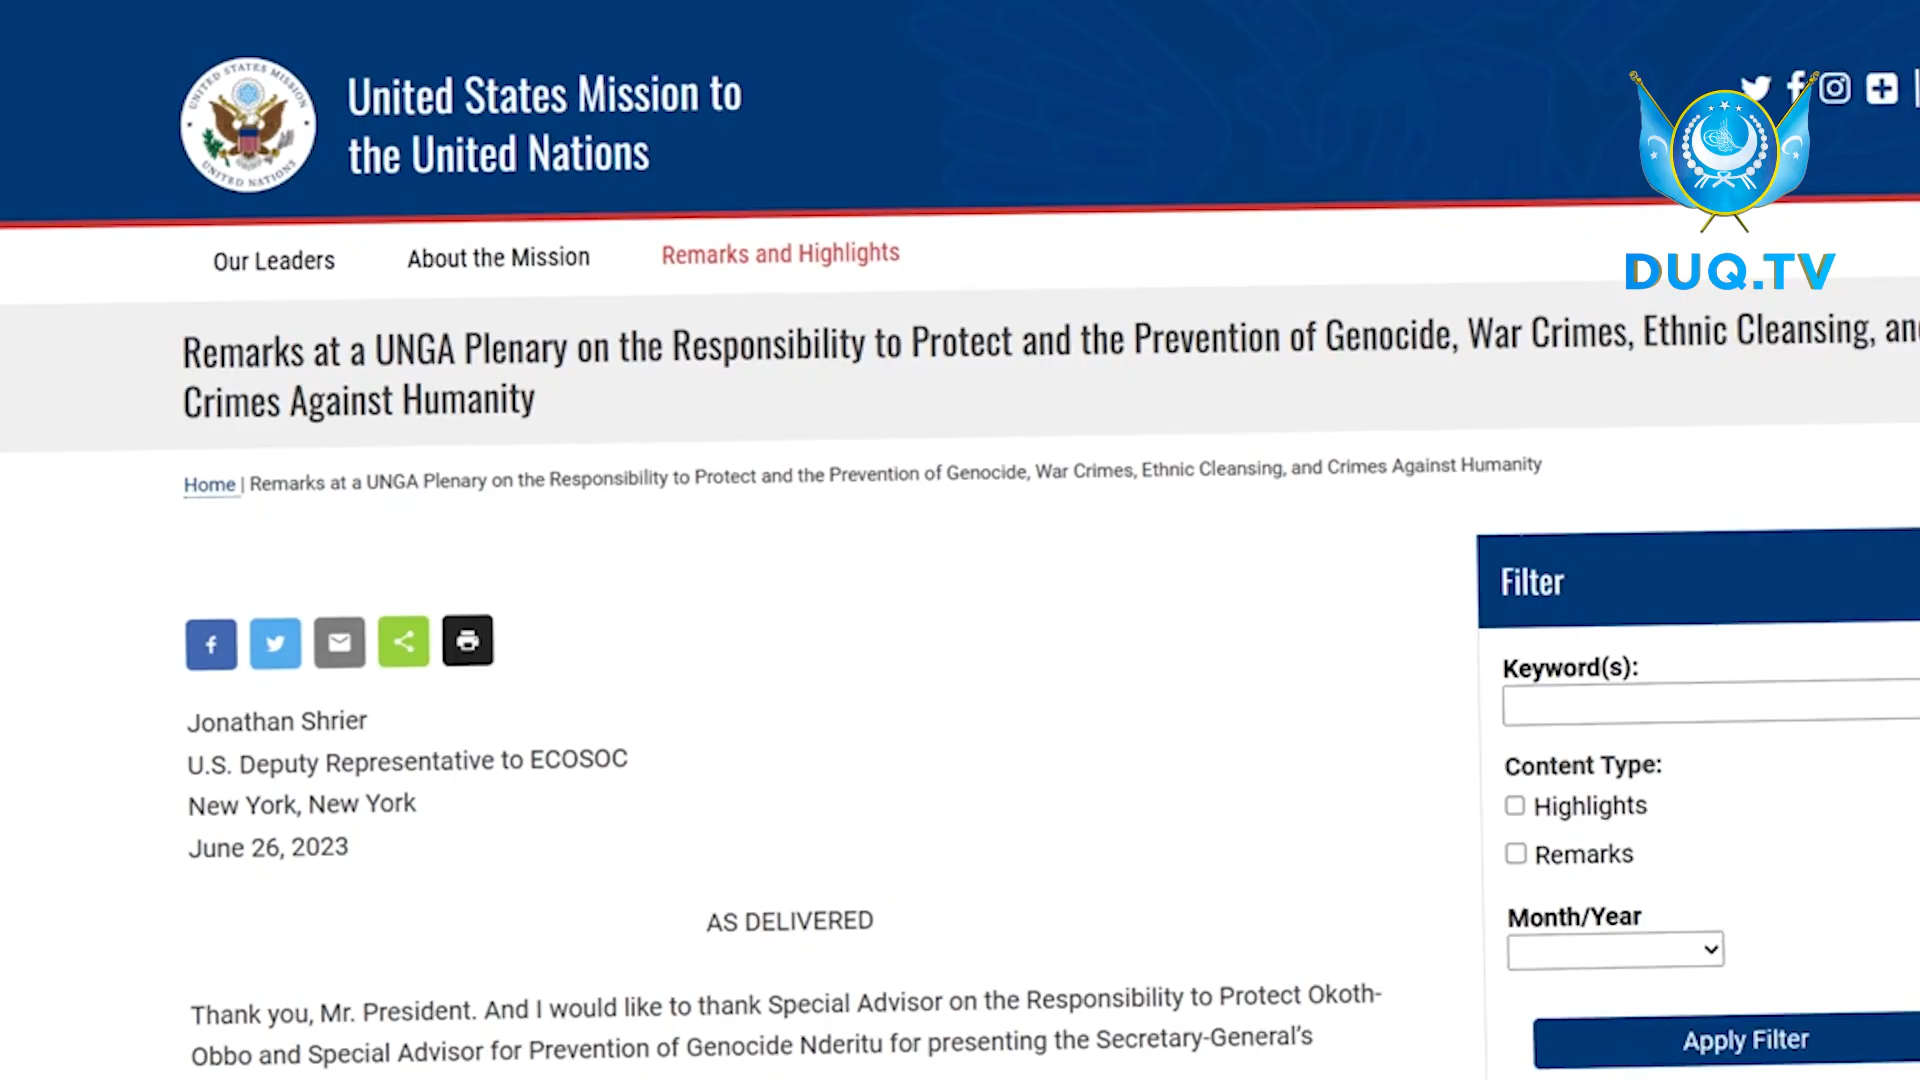 UNITED STATES MISSION
UNITED NATIONS
United States Mission to
the United Nations
DUQ.TV
Our Leaders
About the Mission
Remarks and Highlights
Remarks at a UNGA Plenary on the Responsibility to Protect and the Prevention of Genocide, War Crimes, Ethnic Cleansing, an
Crimes Against Humanity
Home | Remarks at a UNGA Plenary on the Responsibility to Protect and the Prevention of Genocide, War Crimes, Ethnic Cleansing, and Crimes Against Humanity
Jonathan Shrier
U.S. Deputy Representative to ECOSOC
New York, New York
June 26, 2023
AS DELIVERED
Thank you, Mr. President. And I would like to thank Special Advisor on the Responsibility to Protect Okoth-
Obbo and Special Advisor for Prevention of Genocide Nderitu for presenting the Secretary-General’s
Filter
Keyword(s):
Content Type:
Highlights
Remarks
Month/Year
Apply Filter